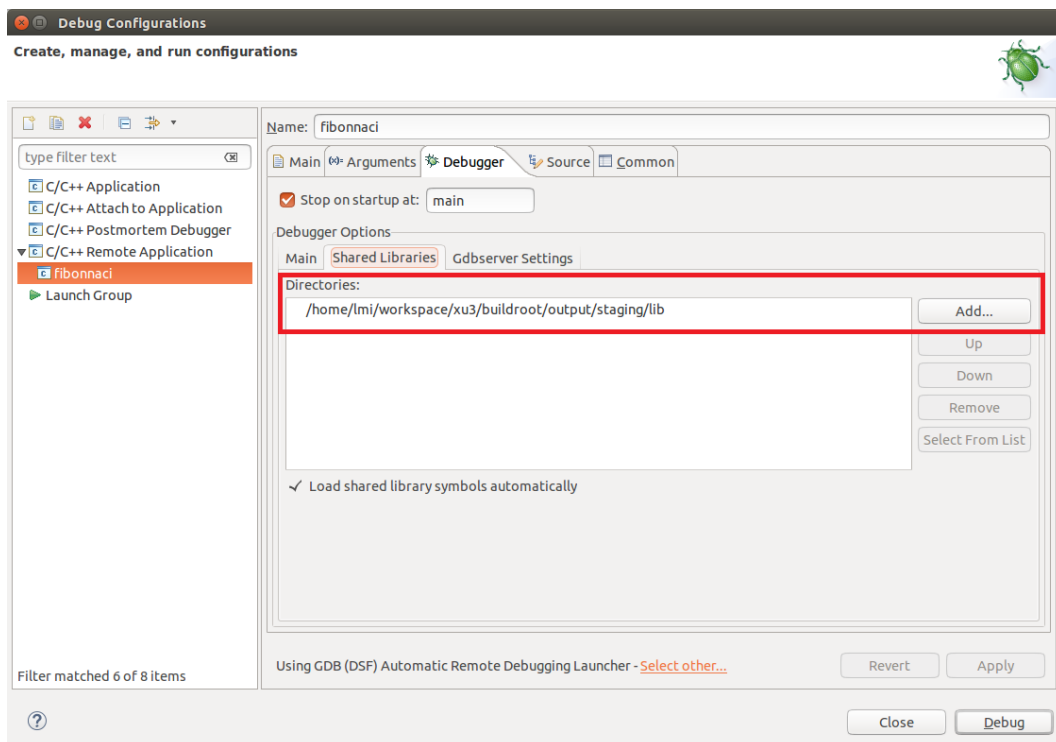 Debug Configurations
Create, manage, and run configurations
type filter text
C/C++ Application
C/C++ Attach to Application
C/C++ Postmortem Debugger
C/C++ Remote Application
fibonnaci
Launch Group
Filter matched 6 of 8 items
Name: fibonnaci
Main (x)= Arguments Debugger Source Common
Stop on startup at: main
Debugger Options
Main Shared Libraries Gdbserver Settings
Directories:
/home/lmi/workspace/xu3/buildroot/output/staging/lib
Add...
Up
Down
Remove
Select From List
Load shared library symbols automatically
Using GDB (DSF) Automatic Remote Debugging Launcher - Select other...
Revert Apply
Close Debug